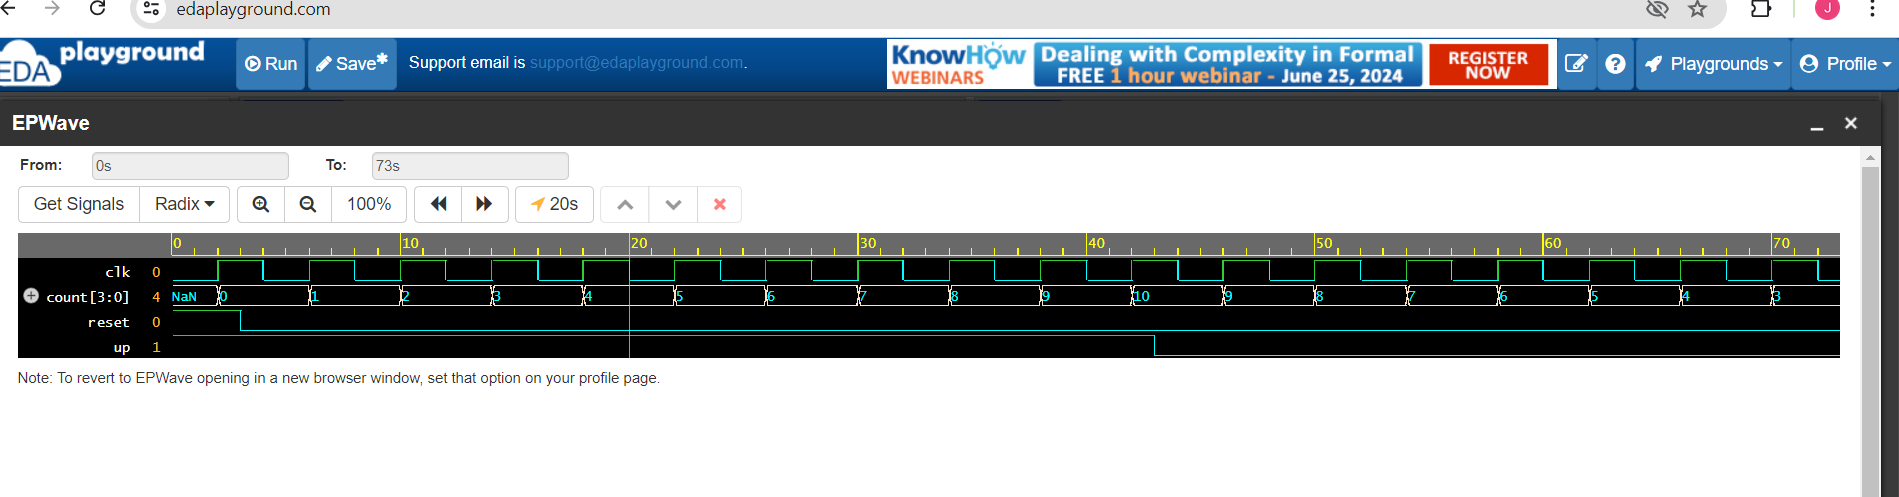 edaplayground.com
J
EDA playground
Run
Save*
Support email is support@edaplayground.com.
KnowHow WEBINARS
Dealing with Complexity in Formal
FREE 1 hour webinar - June 25, 2024
REGISTER NOW
?
Playgrounds
Profile
EPWave
From: 0s To: 73s
Get Signals Radix 100% 20s
0 10 20 30 40 50 60 70
clk 0
count[3:0] 4 NaN 0 1 2 3 4 5 6 7 8 9 10 9 8 7 6 5 4 3
reset 0
up 1
Note: To revert to EPWave opening in a new browser window, set that option on your profile page.